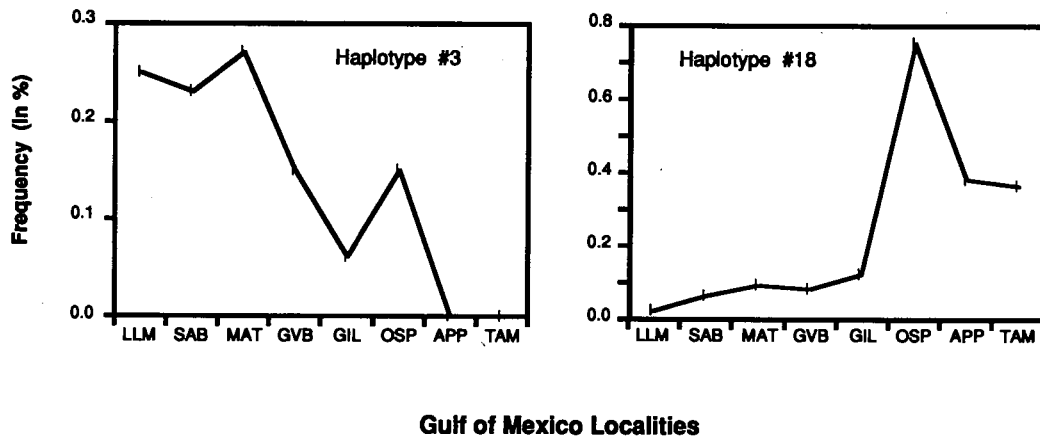 Frequency (In %)
0.3
0.2
0.1
0.0
Haplotype #3
LLM SAB MAT GVB GIL OSP APP TAM
0.8
0.6
0.4
0.2
0.0
Haplotype #18
LLM SAB MAT GVB GIL OSP APP TAM
Gulf of Mexico Localities